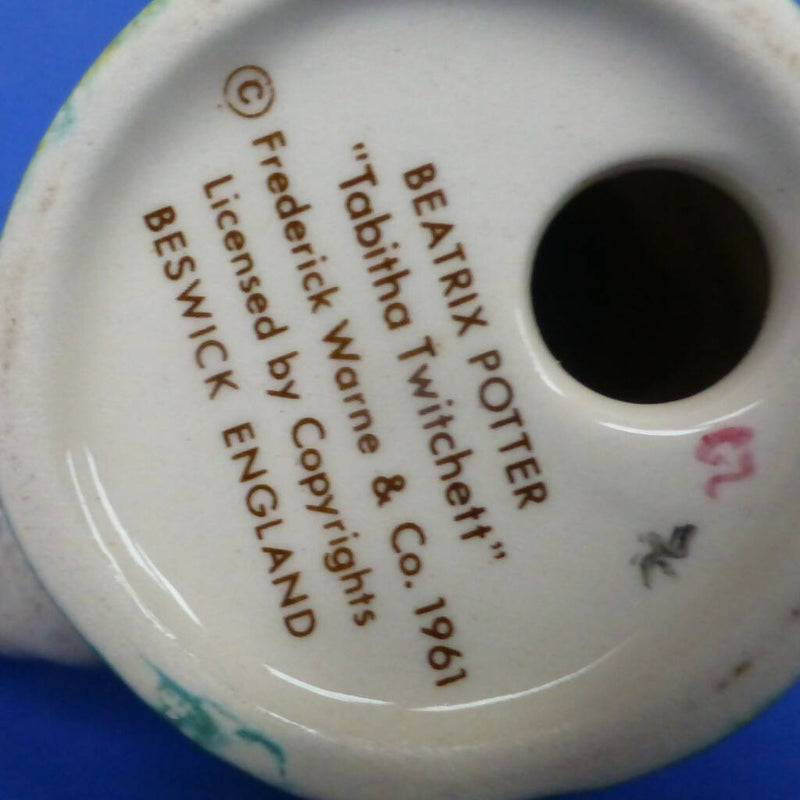 BEATRIX POTTER
"Tabitha Twitchett"
© Frederick Warne & Co. 1961
Licensed by Copyrights
BESWICK ENGLAND